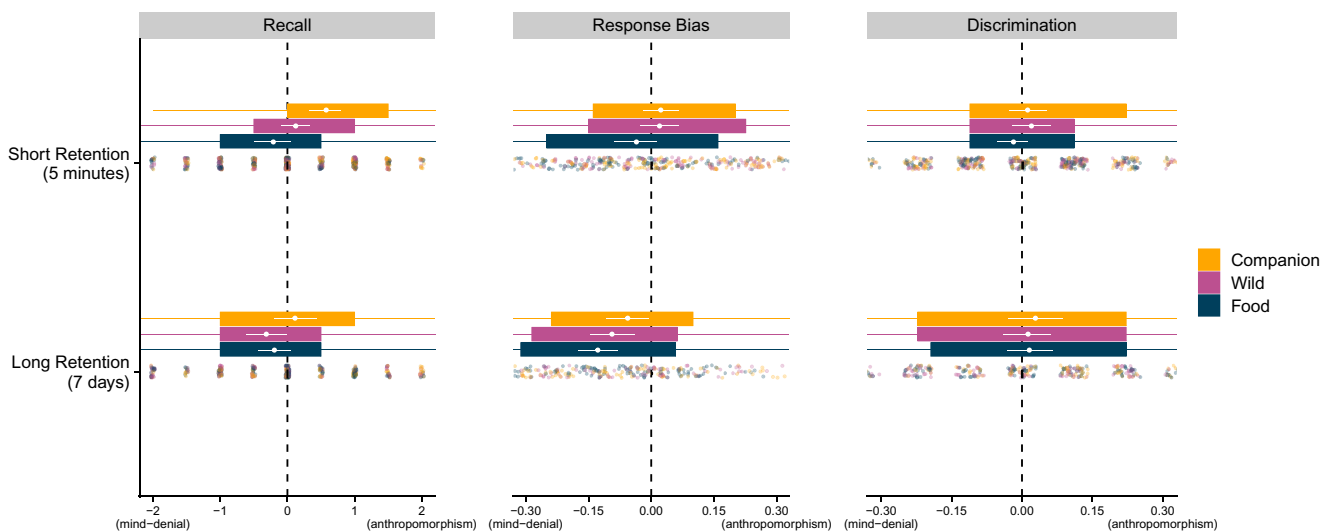 Recall
Response Bias
Discrimination
Short Retention
(5 minutes)
Companion
Wild
Food
Long Retention
(7 days)
−2
−1
0
1
2
−0.30
−0.15
0.00
0.15
0.30
−0.30
−0.15
0.00
0.15
0.30
(mind−denial)
(anthropomorphism)
(mind−denial)
(anthropomorphism)
(mind−denial)
(anthropomorphism)